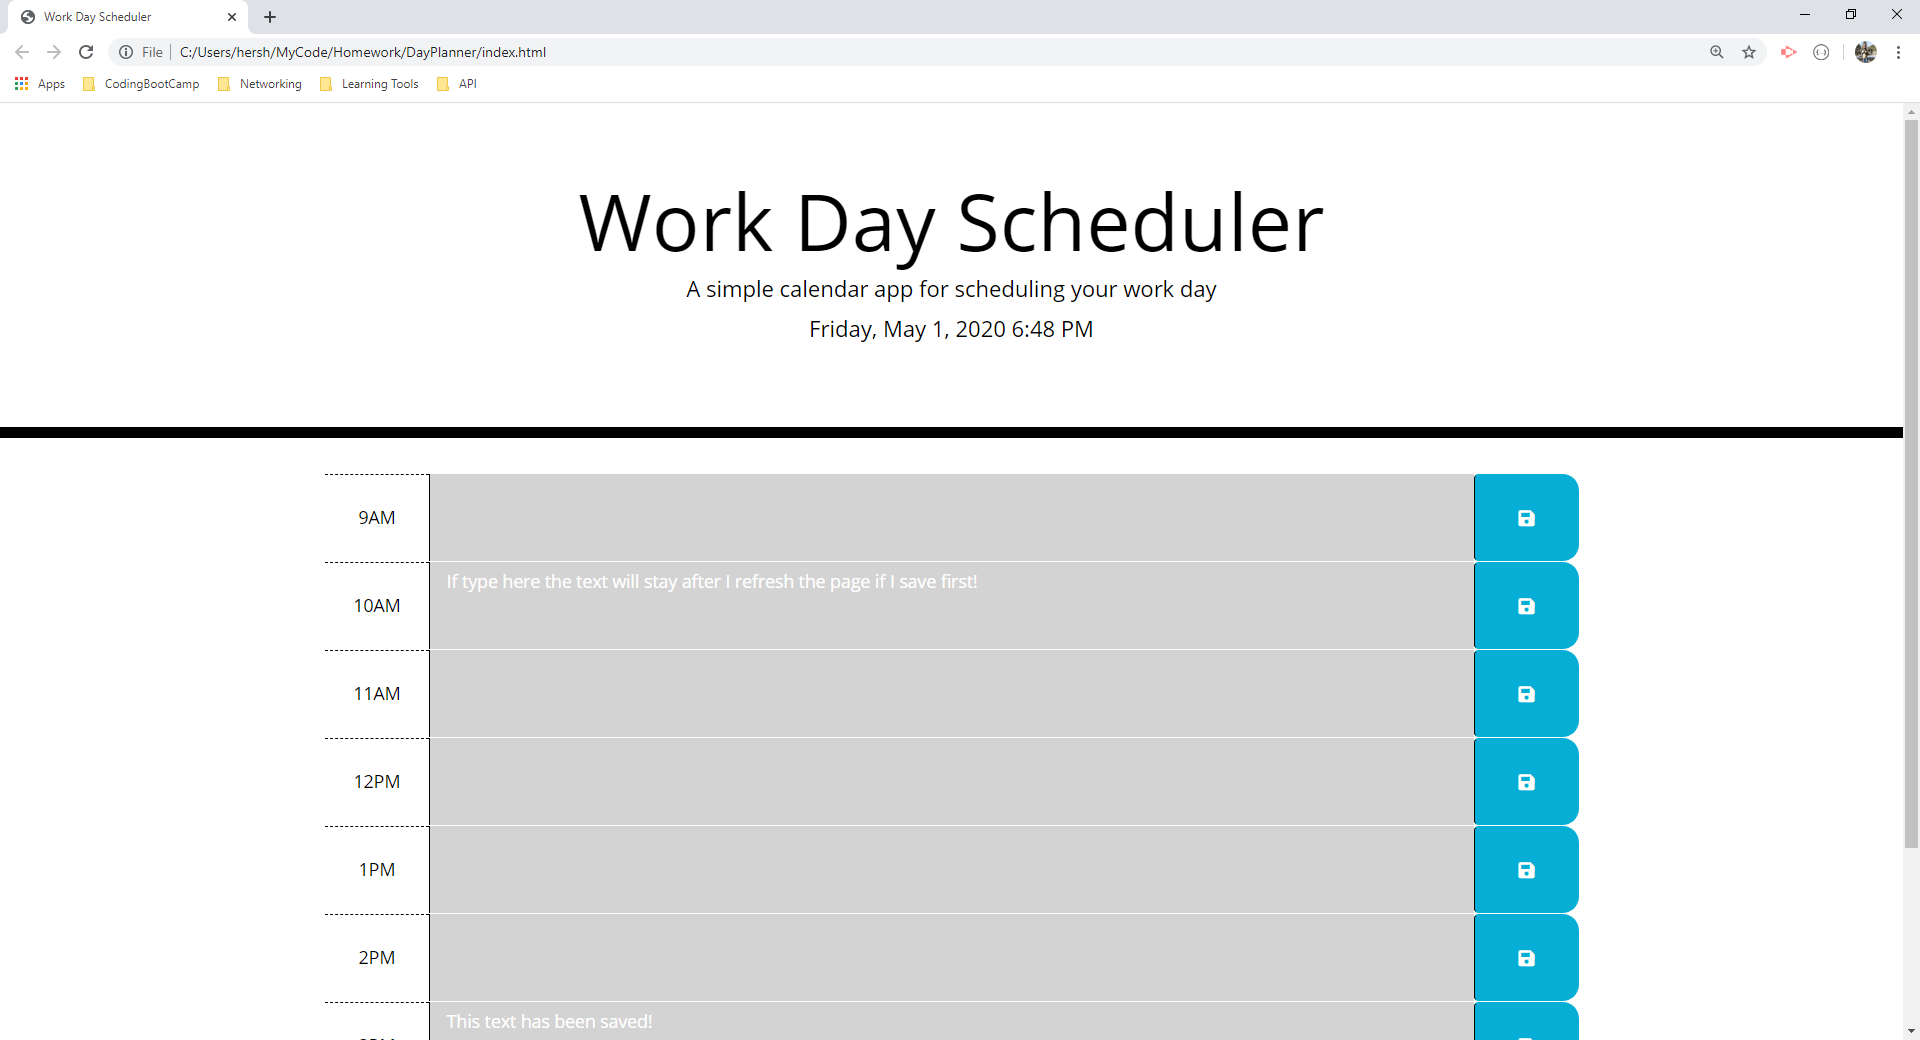 Work Day Scheduler
File C:/Users/hersh/MyCode/Homework/DayPlanner/index.html
Apps CodingBootCamp Networking Learning Tools API
Work Day Scheduler
A simple calendar app for scheduling your work day
Friday, May 1, 2020 6:48 PM
9AM
10AM If type here the text will stay after I refresh the page if I save first!
11AM
12PM
1PM
2PM
This text has been saved!